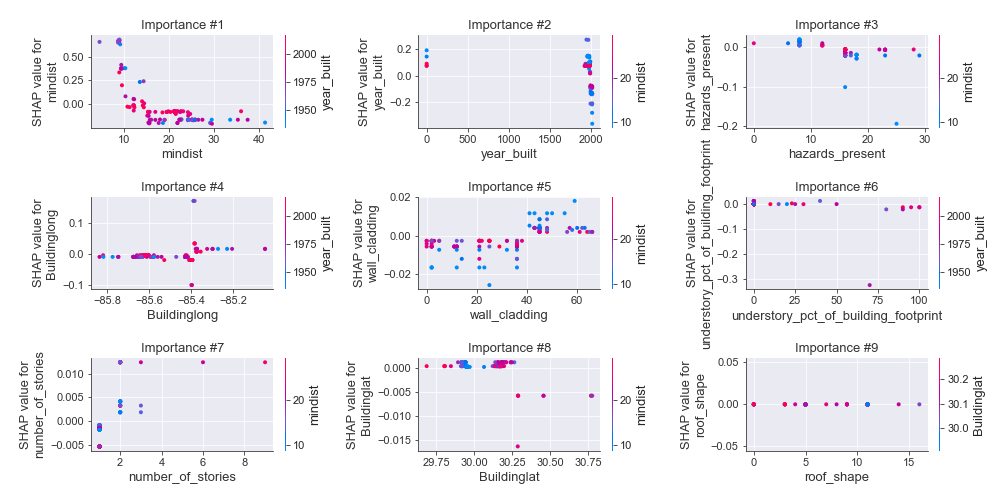 Importance #1
Importance #2
Importance #3
SHAP value for
mindist
0.50
0.25
0.00
2000
1975
1950
year_built
10
20
30
40
mindist
SHAP value for
year_built
0.2
0.0
−0.2
20
10
mindist
0
500
1000
1500
2000
year_built
SHAP value for
hazards_present
0.0
−0.1
−0.2
20
10
mindist
0
10
20
30
hazards_present
Importance #4
Importance #5
Importance #6
SHAP value for
Buildinglong
0.1
0.0
−0.1
2000
1975
1950
year_built
−85.8
−85.6
−85.4
−85.2
Buildinglong
SHAP value for
wall_cladding
0.02
0.00
−0.02
20
10
mindist
0
20
40
60
wall_cladding
SHAP value for
understory_pct_of_building_footprint
0.0
−0.1
−0.2
−0.3
2000
1975
1950
year_built
0
25
50
75
100
understory_pct_of_building_footprint
Importance #7
Importance #8
Importance #9
SHAP value for
number_of_stories
0.010
0.005
0.000
−0.005
20
10
mindist
2
4
6
8
number_of_stories
SHAP value for
Buildinglat
0.000
−0.005
−0.010
−0.015
20
10
mindist
29.75
30.00
30.25
30.50
30.75
Buildinglat
SHAP value for
roof_shape
0.05
0.00
−0.05
30.2
30.1
30.0
Buildinglat
0
5
10
15
roof_shape